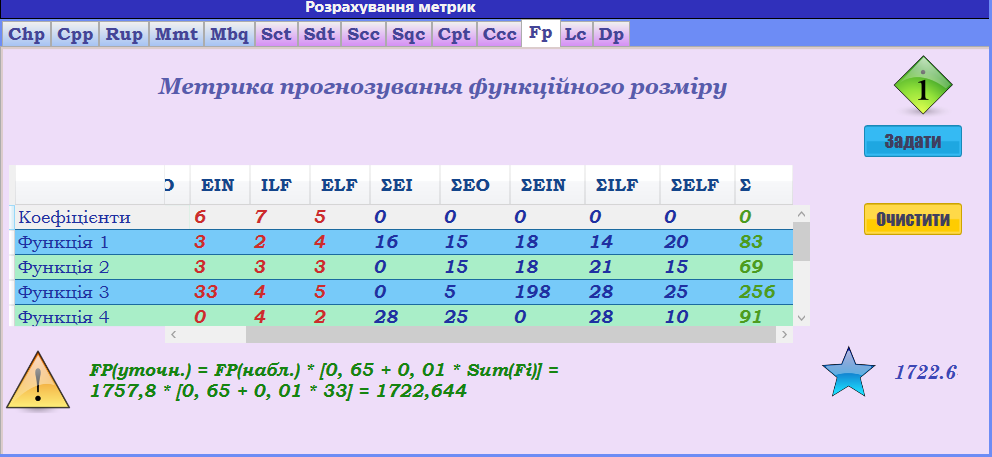 Розрахування метрик
Chp Cpp Rup Mmt Mbq Sct Sdt Scc Sqc Cpt Ccc Fp Lc Dp
Метрика прогнозування функційного розміру
1
Задати
O EIN ILF ELF ΣEI ΣEO ΣEIN ΣILF ΣELF Σ
Коефіцієнти 6 7 5 0 0 0 0 0 0
Функція 1 3 2 4 16 15 18 14 20 83
Очистити
Функція 2 3 3 3 0 15 18 21 15 69
Функція 3 33 4 5 0 5 198 28 25 256
Функція 4 0 4 2 28 25 0 28 10 91
FP(уточн.) = FP(набл.) * [0, 65 + 0, 01 * Sum(Fi)] =
1757,8 * [0, 65 + 0, 01 * 33] = 1722,644
1722.6